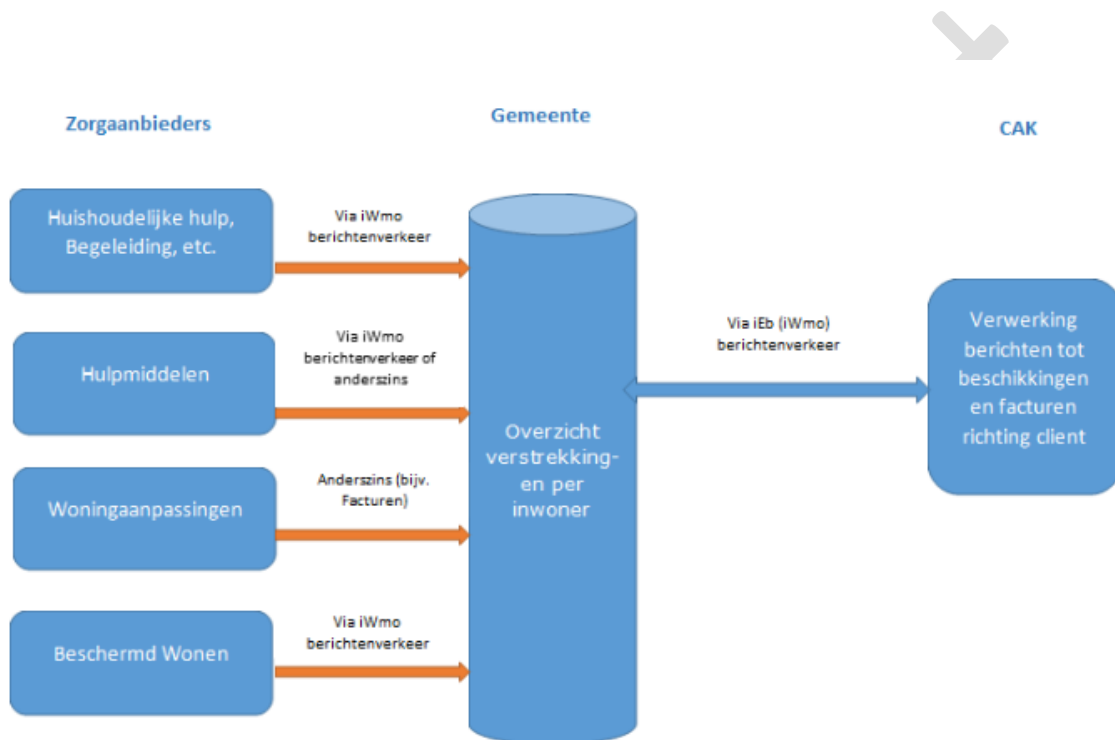 Zorgaanbieders
Gemeente
CAK
Huishoudelijke hulp,
Begeleiding, etc.
Via iWmo
berichtenverkeer
Hulpmiddelen
Via iWmo
berichtenverkeer of
anderszins
Woningaanpassingen
Anderszins (bijv.
Facturen)
Beschermd Wonen
Via iWmo
berichtenverkeer
Overzicht
verstrekking-
en per
inwoner
Via iEb (iWmo)
berichtenverkeer
Verwerking
berichten tot
beschikkingen
en facturen
richting client